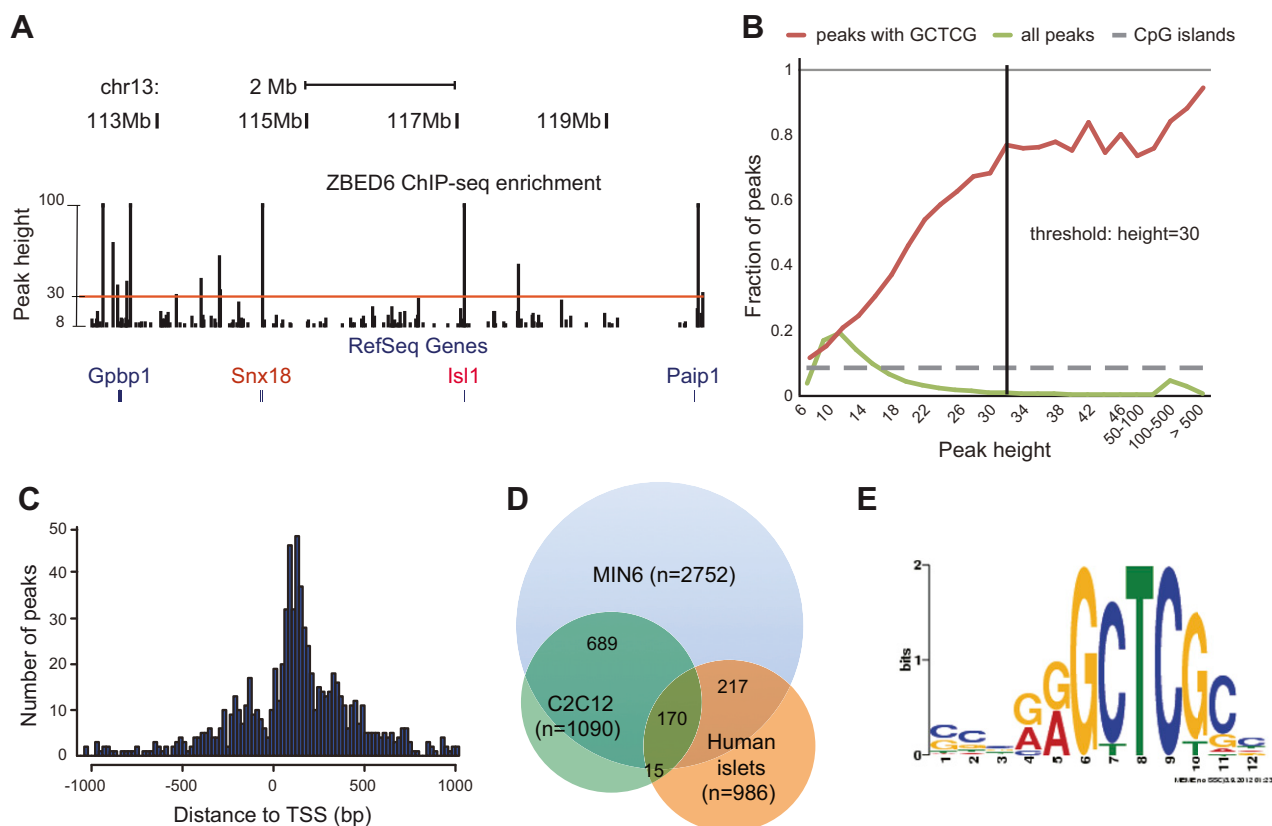 A
chr13:
2 Mb
113Mb
115Mb
117Mb
119Mb
ZBED6 ChIP-seq enrichment
Peak height
100
30
8
RefSeq Genes
Gpbp1
Snx18
Isl1
Paip1
B
peaks with GCTCG
all peaks
CpG islands
Fraction of peaks
1
0.8
0.6
0.4
0.2
0
threshold: height=30
6
10
14
18
22
26
30
34
38
42
46
50-100
100-500
> 500
Peak height
C
Number of peaks
50
40
30
20
10
0
-1000
-500
0
500
1000
Distance to TSS (bp)
D
MIN6 (n=2752)
689
C2C12
(n=1090)
170
217
15
Human
islets
(n=986)
E
bits
2
1
0
1 2 3 4 5 6 7 8 9 10 11 12